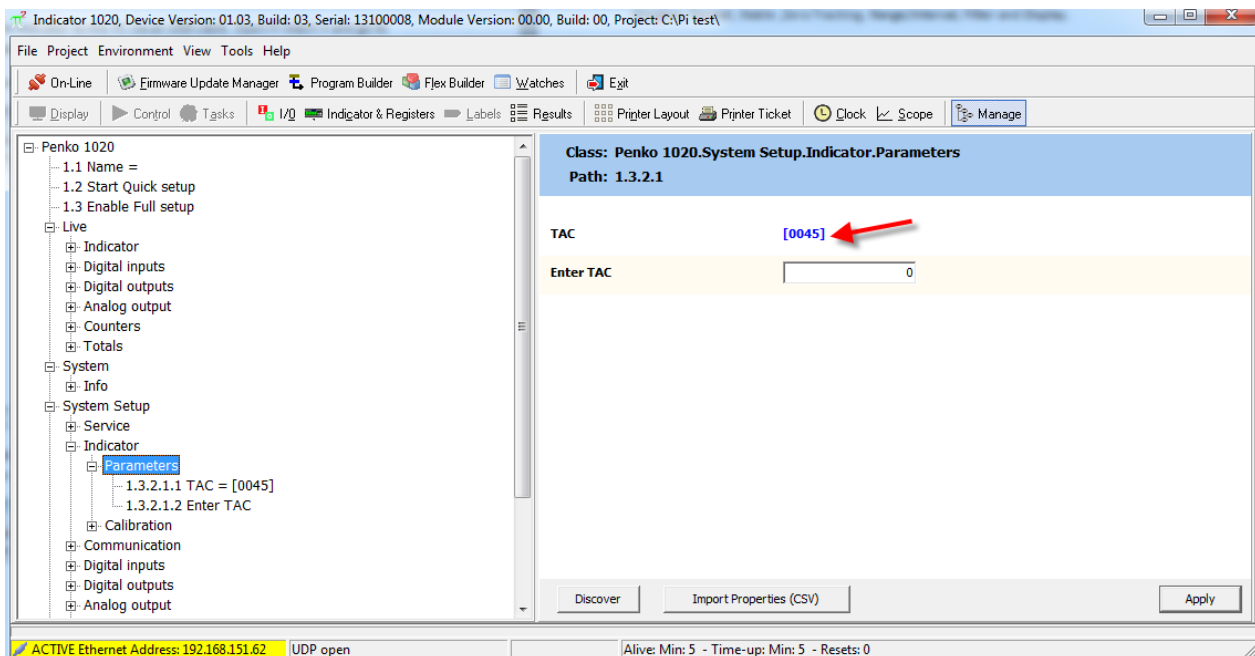 Indicator 1020, Device Version: 01.03, Build: 03, Serial: 13100008, Module Version: 00.00, Build: 00, Project: C:\Pi test\
File Project Environment View Tools Help
On-Line Firmware Update Manager Program Builder Flex Builder Watches Exit
Display Control Tasks I/O Indicator & Registers Labels Results Printer Layout Printer Ticket Clock Scope Manage
Penko 1020
1.1 Name =
1.2 Start Quick setup
1.3 Enable Full setup
Live
Indicator
Digital inputs
Digital outputs
Analog output
Counters
Totals
System
Info
System Setup
Service
Indicator
Parameters
1.3.2.1.1 TAC = [0045]
1.3.2.1.2 Enter TAC
Calibration
Communication
Digital inputs
Digital outputs
Analog output
Class: Penko 1020.System Setup.Indicator.Parameters
Path: 1.3.2.1
TAC [0045]
Enter TAC 0
Discover Import Properties (CSV) Apply
ACTIVE Ethernet Address: 192.168.151.62 UDP open Alive: Min: 5 - Time-up: Min: 5 - Resets: 0